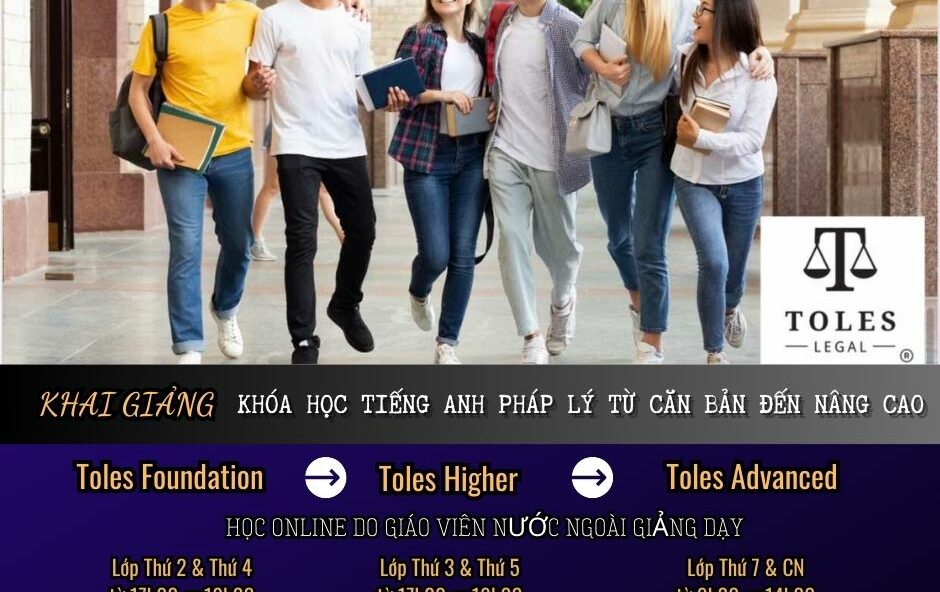 TOLES
LEGAL
®
KHAI GIẢNG KHÓA HỌC TIẾNG ANH PHÁP LÝ TỪ CĂN BẢN ĐẾN NÂNG CAO
Toles Foundation Toles Higher Toles Advanced
HỌC ONLINE DO GIÁO VIÊN NƯỚC NGOÀI GIẢNG DẠY
Lớp Thứ 2 & Thứ 4 Lớp Thứ 3 & Thứ 5 Lớp Thứ 7 & CN